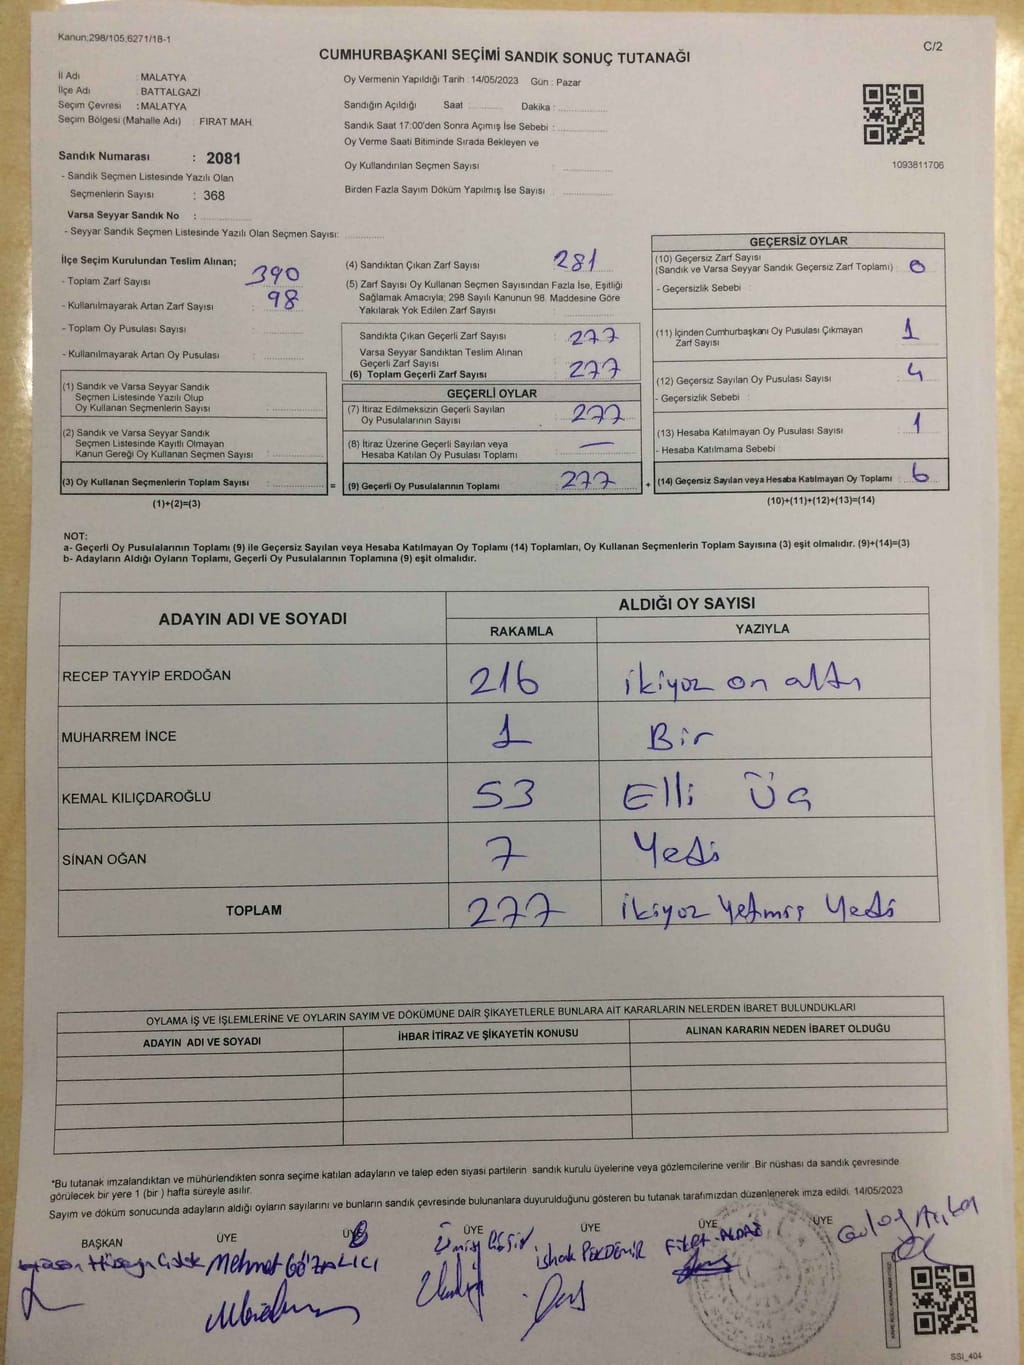 Kanun:298/105,6271/18-1
C/2
CUMHURBAŞKANI SEÇİMİ SANDIK SONUÇ TUTANAĞI
İl Adı : MALATYA
İlçe Adı : BATTALGAZİ
Seçim Çevresi : MALATYA
Seçim Bölgesi (Mahalle Adı) : FIRAT MAH.
Sandık Numarası : 2081
- Sandık Seçmen Listesinde Yazılı Olan
Seçmenlerin Sayısı : 368
Varsa Seyyar Sandık No :
- Seyyar Sandık Seçmen Listesinde Yazılı Olan Seçmen Sayısı:
Oy Vermenin Yapıldığı Tarih : 14/05/2023 Gün : Pazar
Sandığın Açıldığı Saat Dakika :
Sandık Saat 17:00'den Sonra Açımış İse Sebebi :
Oy Verme Saati Bitiminde Sırada Bekleyen ve
Oy Kullandırılan Seçmen Sayısı :
Birden Fazla Sayım Döküm Yapılmış İse Sayısı :
1093811706
İlçe Seçim Kurulundan Teslim Alınan;
- Toplam Zarf Sayısı : 390
- Kullanılmayarak Artan Zarf Sayısı : 98
- Toplam Oy Pusulası Sayısı :
- Kullanılmayarak Artan Oy Pusulası :
(1) Sandık ve Varsa Seyyar Sandık
Seçmen Listesinde Yazılı Olup
Oy Kullanan Seçmenlerin Sayısı :
(2) Sandık ve Varsa Seyyar Sandık
Seçmen Listesinde Kayıtlı Olmayan
Kanun Gereği Oy Kullanan Seçmen Sayısı :
(3) Oy Kullanan Seçmenlerin Toplam Sayısı :
(1)+(2)=(3)
(4) Sandıktan Çıkan Zarf Sayısı : 281
(5) Zarf Sayısı Oy Kullanan Seçmen Sayısından Fazla İse, Eşitliği
Sağlamak Amacıyla; 298 Sayılı Kanunun 98. Maddesine Göre
Yakılarak Yok Edilen Zarf Sayısı :
Sandıkta Çıkan Geçerli Zarf Sayısı : 277
Varsa Seyyar Sandıktan Teslim Alınan
Geçerli Zarf Sayısı :
(6) Toplam Geçerli Zarf Sayısı : 277
GEÇERLİ OYLAR
(7) İtiraz Edilmeksizin Geçerli Sayılan
Oy Pusulalarının Sayısı : 277
(8) İtiraz Üzerine Geçerli Sayılan veya
Hesaba Katılan Oy Pusulası Toplamı : —
= (9) Geçerli Oy Pusulalarının Toplamı : 277
GEÇERSİZ OYLAR
(10) Geçersiz Zarf Sayısı
(Sandık ve Varsa Seyyar Sandık Geçersiz Zarf Toplamı) : 0
- Geçersizlik Sebebi :
(11) İçinden Cumhurbaşkanı Oy Pusulası Çıkmayan
Zarf Sayısı : 1
(12) Geçersiz Sayılan Oy Pusulası Sayısı : 4
- Geçersizlik Sebebi :
(13) Hesaba Katılmayan Oy Pusulası Sayısı : 1
- Hesaba Katılmama Sebebi :
+ (14) Geçersiz Sayılan veya Hesaba Katılmayan Oy Toplamı : 6
(10)+(11)+(12)+(13)=(14)
NOT:
a- Geçerli Oy Pusulalarının Toplamı (9) ile Geçersiz Sayılan veya Hesaba Katılmayan Oy Toplamı (14) Toplamları, Oy Kullanan Seçmenlerin Toplam Sayısına (3) eşit olmalıdır. (9)+(14)=(3)
b- Adayların Aldığı Oyların Toplamı, Geçerli Oy Pusulalarının Toplamına (9) eşit olmalıdır.
ADAYIN ADI VE SOYADI ALDIĞI OY SAYISI
RAKAMLA YAZIYLA
RECEP TAYYİP ERDOĞAN 216 ikiyüz on altı
MUHARREM İNCE 1 Bir
KEMAL KILIÇDAROĞLU 53 Elli Üç
SİNAN OĞAN 7 Yedi
TOPLAM 277 ikiyüz Yetmiş Yedi
OYLAMA İŞ VE İŞLEMLERİNE VE OYLARIN SAYIM VE DÖKÜMÜNE DAİR ŞİKAYETLERLE BUNLARA AİT KARARLARIN NELERDEN İBARET BULUNDUKLARI
ADAYIN ADI VE SOYADI İHBAR İTİRAZ VE ŞİKAYETİN KONUSU ALINAN KARARIN NEDEN İBARET OLDUĞU
*Bu tutanak imzalandıktan ve mühürlendikten sonra seçime katılan adayların ve talep eden siyasi partilerin sandık kurulu üyelerine veya gözlemcilerine verilir .Bir nüshası da sandık çevresinde
görülecek bir yere 1 (bir ) hafta süreyle asılır.
Sayım ve döküm sonucunda adayların aldığı oyların sayılarını ve bunların sandık çevresinde bulunanlara duyurulduğunu gösteren bu tutanak tarafımızdan düzenlenerek imza edildi. 14/05/2023
BAŞKAN ÜYE ÜYE ÜYE ÜYE ÜYE ÜYE
Mehmet GÖZALICI ishak PEKDEMİR
SSI_404